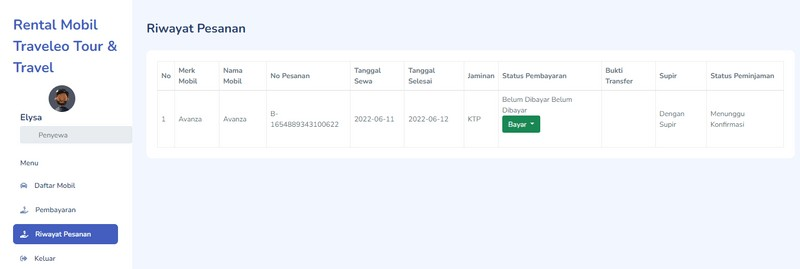 Rental Mobil
Traveleo Tour &
Travel
Elysa
Penyewa
Menu
Daftar Mobil
Pembayaran
Riwayat Pesanan
Keluar
Riwayat Pesanan
No
Merk
Mobil
Nama
Mobil
No Pesanan
Tanggal
Sewa
Tanggal
Selesai
Jaminan
Status Pembayaran
Bukti
Transfer
Supir
Status Peminjaman
1
Avanza
Avanza
B-
1654889343100622
2022-06-11
2022-06-12
KTP
Belum Dibayar Belum
Dibayar
Bayar
Dengan
Supir
Menunggu
Konfirmasi